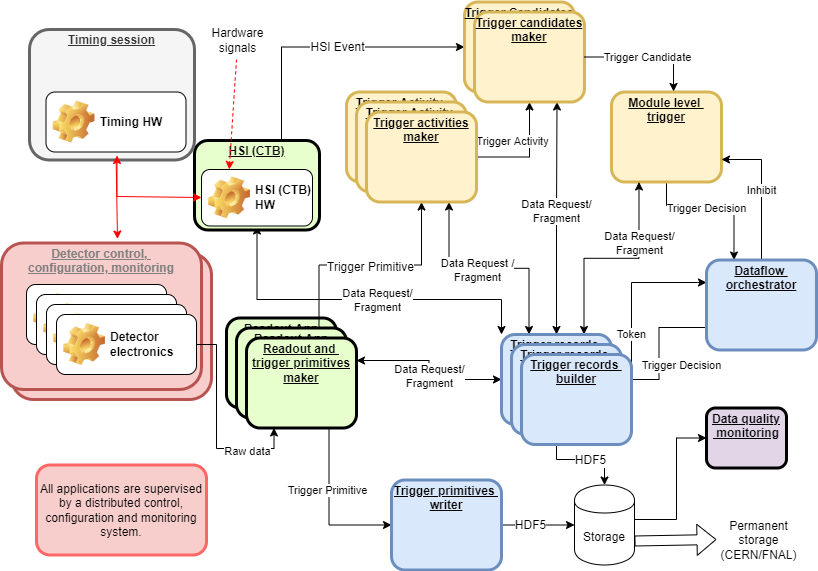 Timing session
Timing HW
Hardware
signals
HSI (CTB)
HSI (CTB)
HW
HSI Event
Trigger Candidates
Trigger candidates
maker
Trigger Candidate
Module level
trigger
Trigger Activity
Trigger Activity
Trigger activities
maker
Trigger Activity
Data Request/
Fragment
Inhibit
Trigger Decision
Data Request/
Fragment
Detector control,
configuration, monitoring
Detector
electronics
Trigger Primitive
Data Request /
Fragment
Data Request/
Fragment
Dataflow
orchestrator
Readout App
Readout App
Readout and
trigger primitives
maker
Data Request/
Fragment
Trigger records
Trigger records
Trigger records
builder
Token
Trigger Decision
Raw data
Data quality
monitoring
All applications are supervised
by a distributed control,
configuration and monitoring
system.
Trigger Primitive
Trigger primitives
writer
HDF5
HDF5
Storage
Permanent
storage
(CERN/FNAL)